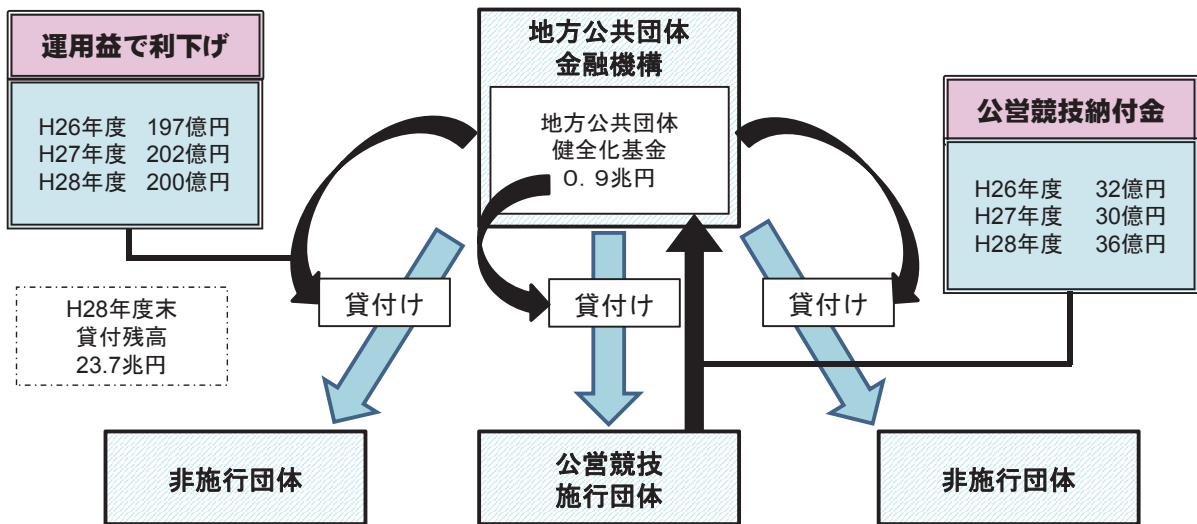 運用益で利下げ
H26年度 197億円
H27年度 202億円
H28年度 200億円
地方公共団体
金融機構
地方公共団体
健全化基金
０．９兆円
公営競技納付金
H26年度 32億円
H27年度 30億円
H28年度 36億円
貸付け
貸付け
貸付け
H28年度末
貸付残高
23.7兆円
非施行団体
公営競技
施行団体
非施行団体